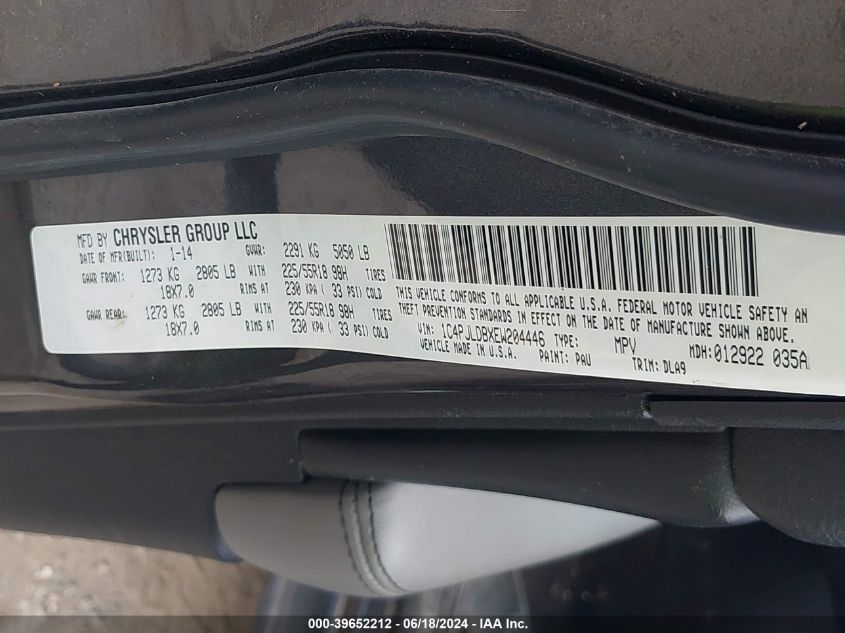 MFD BY CHRYSLER GROUP LLC
DATE OF MFR(BUILT): 1-14 GVWR: 2291 KG 5050 LB
GAWR FRONT: 1273 KG 2805 LB WITH 225/55R18 98H TIRES
18X7.0 RIMS AT 230 KPA ( 33 PSI) COLD
GAWR REAR: 1273 KG 2805 LB WITH 225/55R18 98H TIRES
18X7.0 RIMS AT 230 KPA ( 33 PSI) COLD
THIS VEHICLE CONFORMS TO ALL APPLICABLE U.S.A. FEDERAL MOTOR VEHICLE SAFETY AN
THEFT PREVENTION STANDARDS IN EFFECT ON THE DATE OF MANUFACTURE SHOWN ABOVE.
VIN: 1C4PJLDBXEW204446 TYPE: MPV MDH: 012922 035A
VEHICLE MADE IN U.S.A. PAINT: PAU TRIM: DLA9
000-39652212 - 06/18/2024 - IAA Inc.